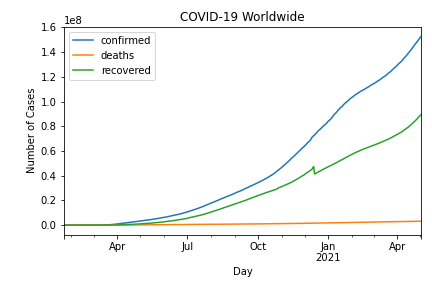 COVID-19 Worldwide
1e8
confirmed
deaths
recovered
Number of Cases
1.6
1.4
1.2
1.0
0.8
0.6
0.4
0.2
0.0
Apr Jul Oct Jan Apr
2021
Day